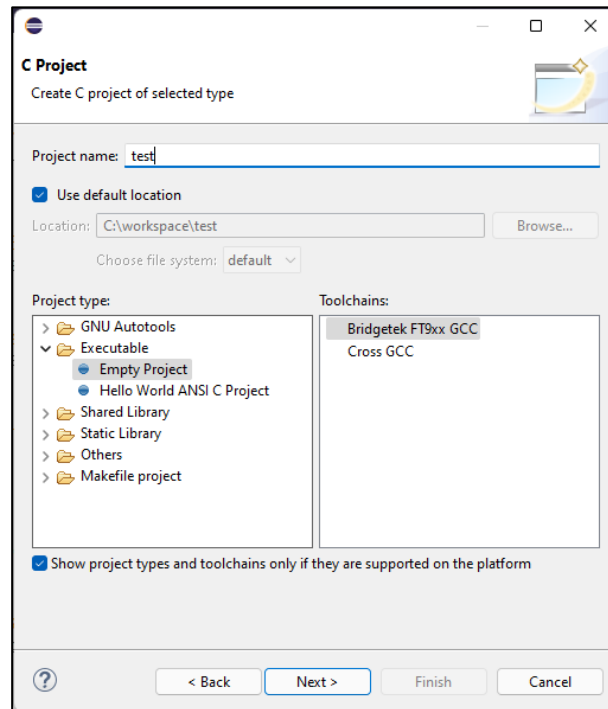 C Project
Create C project of selected type
Project name: test
Use default location
Location: C:\workspace\test Browse...
Choose file system: default
Project type: Toolchains:
GNU Autotools
Executable
Empty Project
Hello World ANSI C Project
Shared Library
Static Library
Others
Makefile project
Bridgetek FT9xx GCC
Cross GCC
Show project types and toolchains only if they are supported on the platform
? < Back Next > Finish Cancel